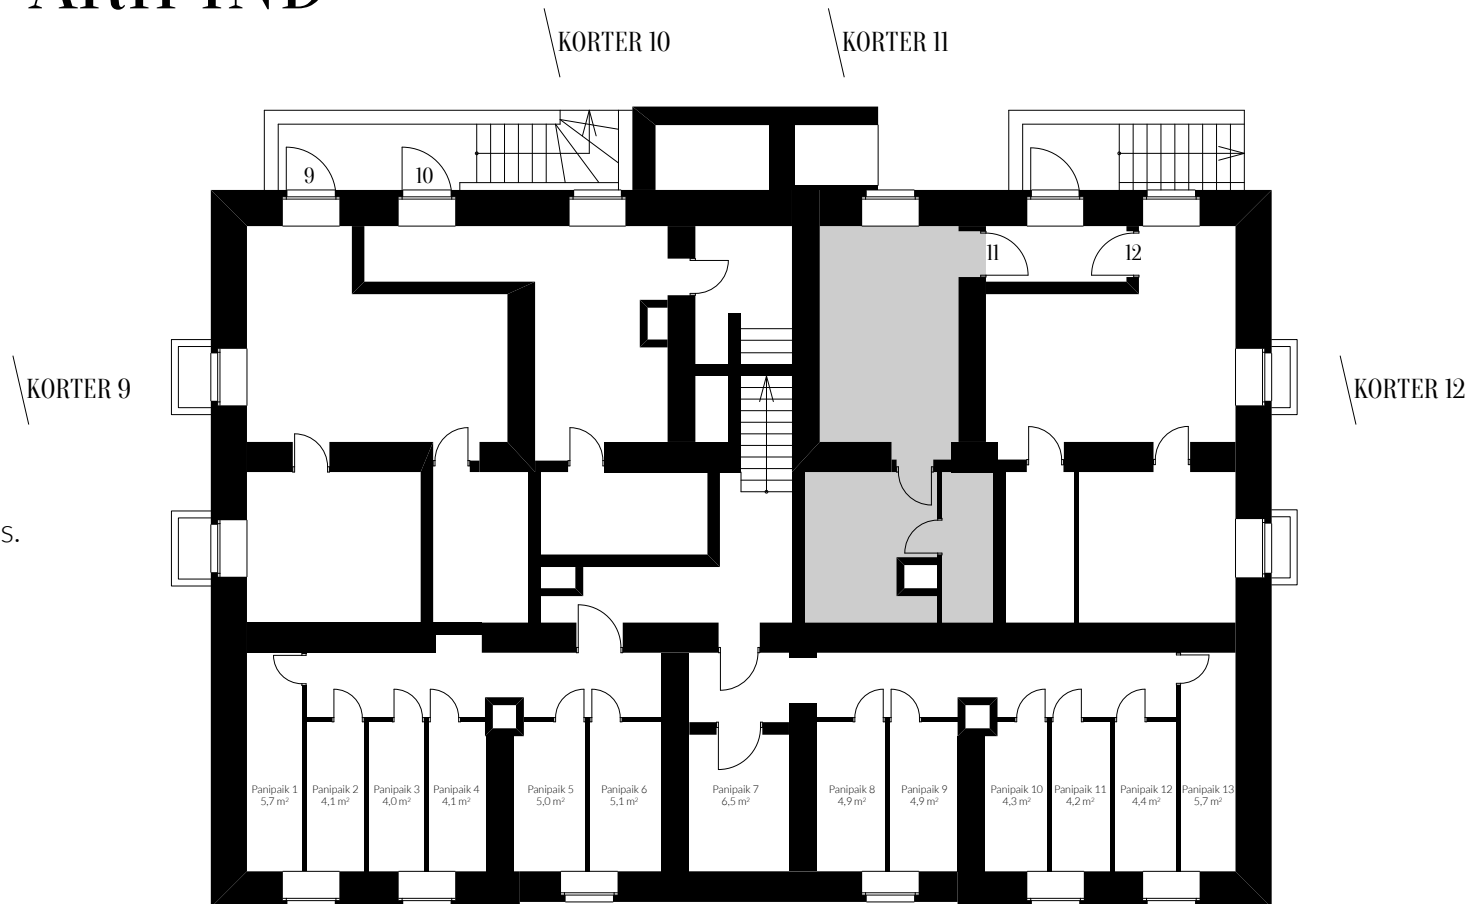 KORTER 10
KORTER 11
9
10
11
12
KORTER 9
KORTER 12
s.
Panipaik 1
5,7 m²
Panipaik 2
4,1 m²
Panipaik 3
4,0 m²
Panipaik 4
4,1 m²
Panipaik 5
5,0 m²
Panipaik 6
5,1 m²
Panipaik 7
6,5 m²
Panipaik 8
4,9 m²
Panipaik 9
4,9 m²
Panipaik 10
4,3 m²
Panipaik 11
4,2 m²
Panipaik 12
4,4 m²
Panipaik 13
5,7 m²